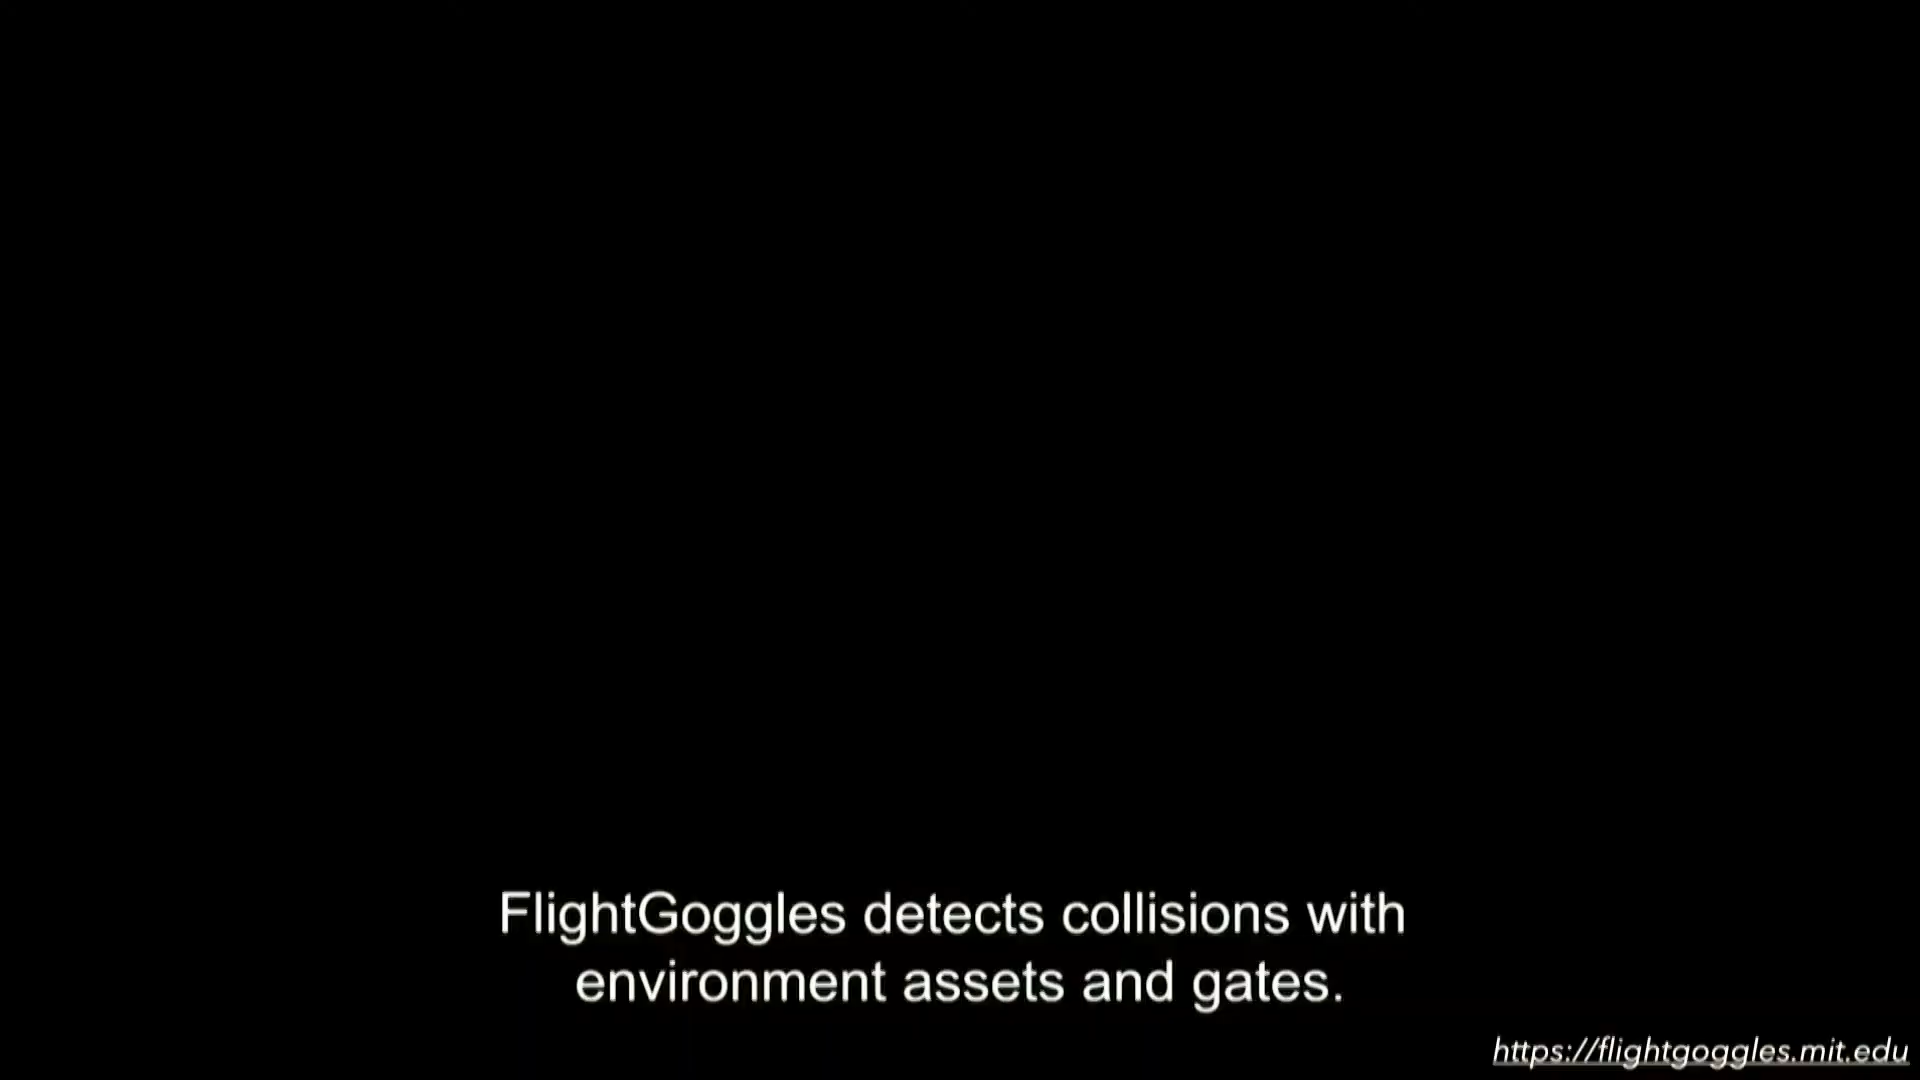 FlightGoggles detects collisions with
environment assets and gates.
https://flightgoggles.mit.edu